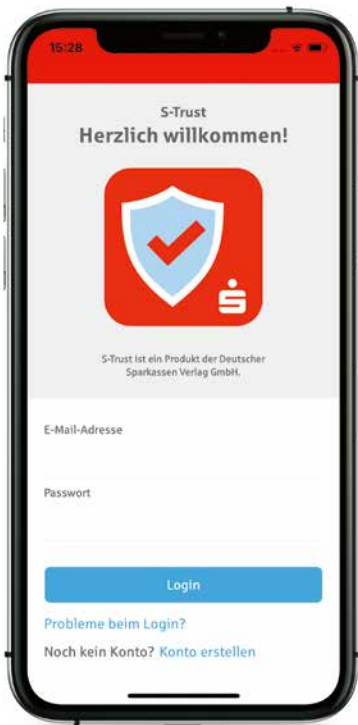 15:28
S-Trust
Herzlich willkommen!
S-Trust ist ein Produkt der Deutscher
Sparkassen Verlag GmbH.
E-Mail-Adresse
Passwort
Login
Probleme beim Login?
Noch kein Konto? Konto erstellen